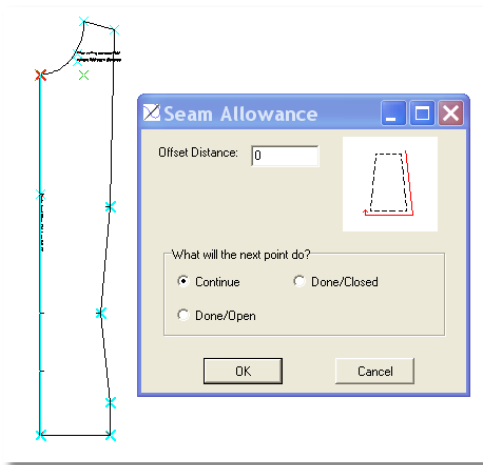 Seam Allowance
Offset Distance: 0
What will the next point do?
Continue
Done/Closed
Done/Open
OK
Cancel